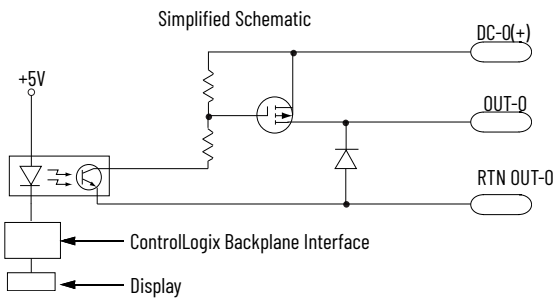 Simplified Schematic
DC-0(+)
+5V
OUT-0
RTN OUT-0
ControlLogix Backplane Interface
Display